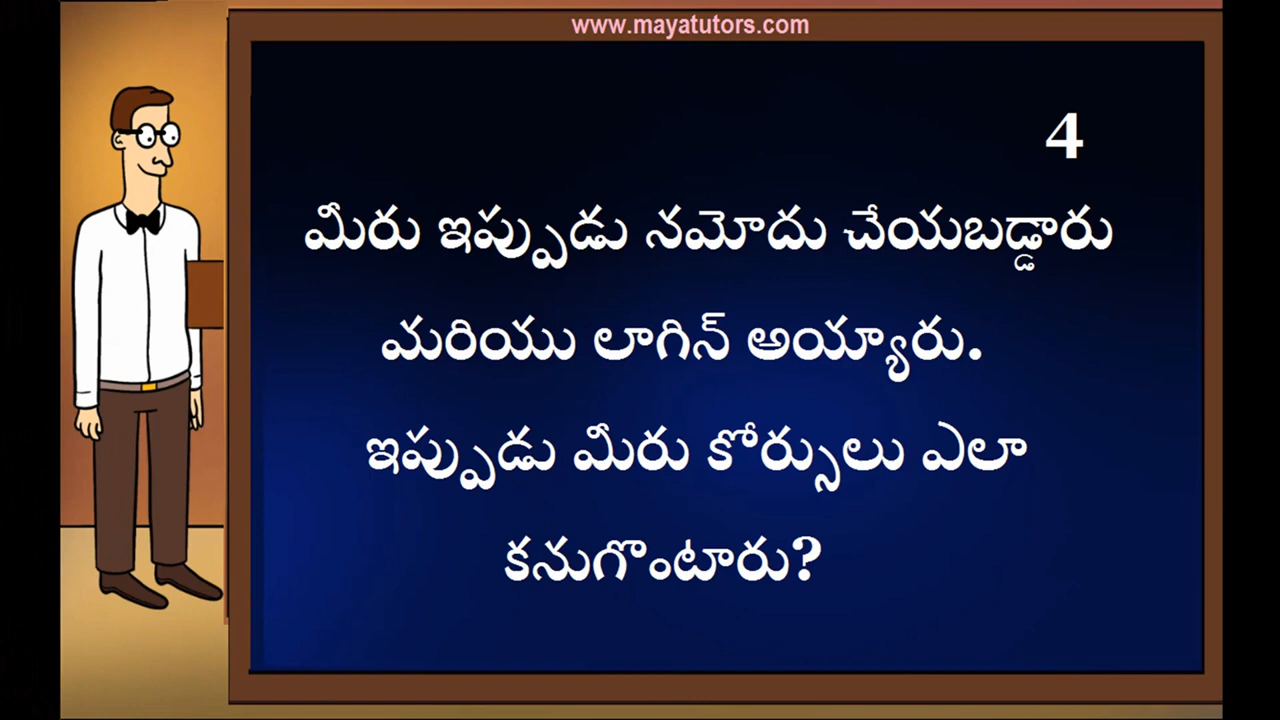 www.mayatutors.com
4
మీరు ఇప్పుడు నమోదు చేయబడ్డారు
మరియు లాగిన్ అయ్యారు.
ఇప్పుడు మీరు కోర్సులు ఎలా
కనుగొంటారు?